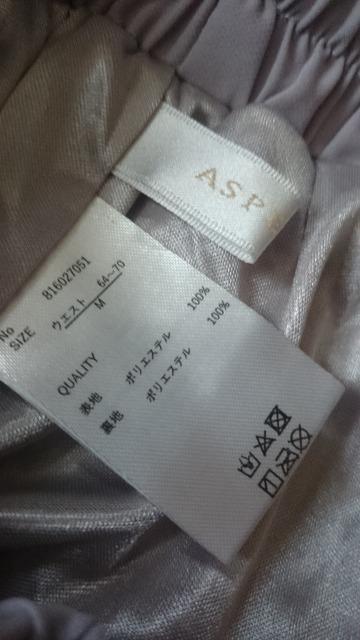 ASP
No 816027051
SIZE ウエスト 64～70
M
QUALITY
表地 ポリエステル 100%
裏地 ポリエステル 100%